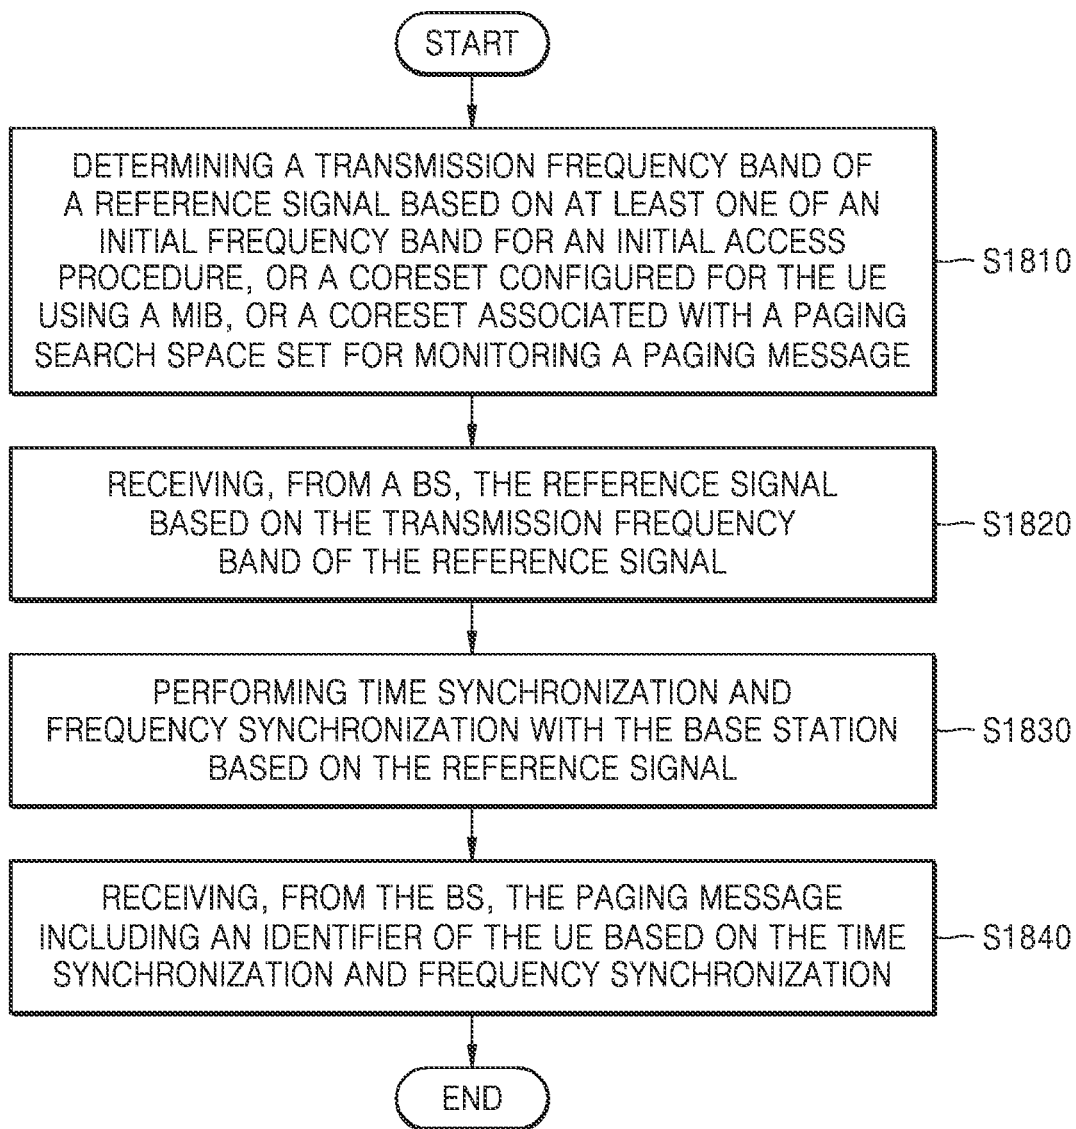 START
DETERMINING A TRANSMISSION FREQUENCY BAND OF
A REFERENCE SIGNAL BASED ON AT LEAST ONE OF AN
INITIAL FREQUENCY BAND FOR AN INITIAL ACCESS
PROCEDURE, OR A CORESET CONFIGURED FOR THE UE
USING A MIB, OR A CORESET ASSOCIATED WITH A PAGING
SEARCH SPACE SET FOR MONITORING A PAGING MESSAGE
S1810
RECEIVING, FROM A BS, THE REFERENCE SIGNAL
BASED ON THE TRANSMISSION FREQUENCY
BAND OF THE REFERENCE SIGNAL
S1820
PERFORMING TIME SYNCHRONIZATION AND
FREQUENCY SYNCHRONIZATION WITH THE BASE STATION
BASED ON THE REFERENCE SIGNAL
S1830
RECEIVING, FROM THE BS, THE PAGING MESSAGE
INCLUDING AN IDENTIFIER OF THE UE BASED ON THE TIME
SYNCHRONIZATION AND FREQUENCY SYNCHRONIZATION
S1840
END